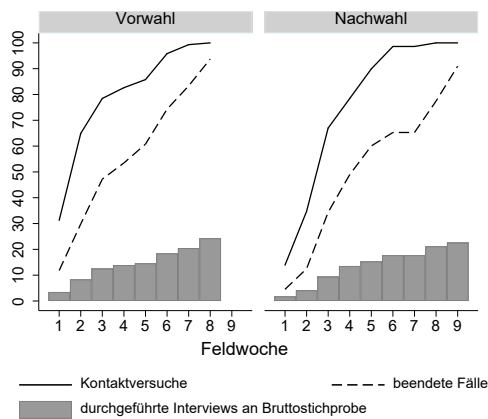 Vorwahl
Nachwahl
100
90
80
70
60
50
40
30
20
10
0
1 2 3 4 5 6 7 8 9
1 2 3 4 5 6 7 8 9
Feldwoche
Kontaktversuche
beendete Fälle
durchgeführte Interviews an Bruttostichprobe